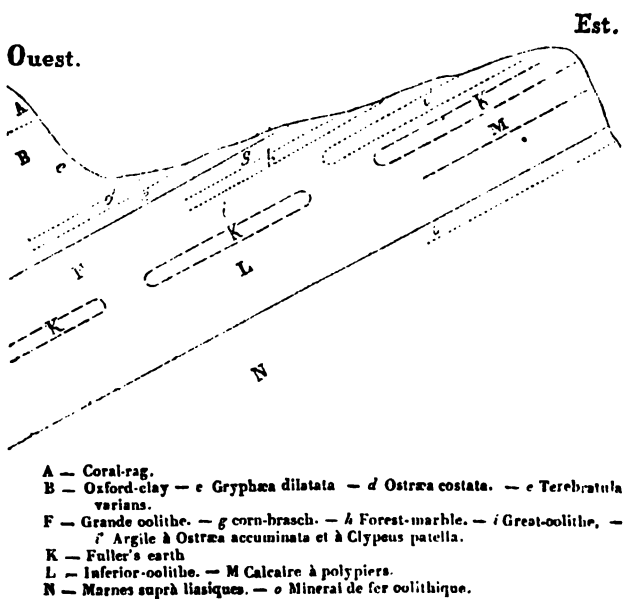 Est.
Ouest.
A
B
c
K
M
g
h
d
i
K
F
L
K
N
A — Coral-rag.
B — Oxford-clay — c Gryphæa dilatata — d Ostræa costata. — e Terebratula
varians.
F — Grande oolithe. — g corn-brasch. — h Forest-marble. — i Great-oolithe, —
i' Argile à Ostræa accuminata et à Clypeus patella.
K — Fuller's earth
L — Inferior-oolithe. — M Calcaire à polypiers.
N — Marnes suprà liasiques. — o Minerai de fer oolithique.